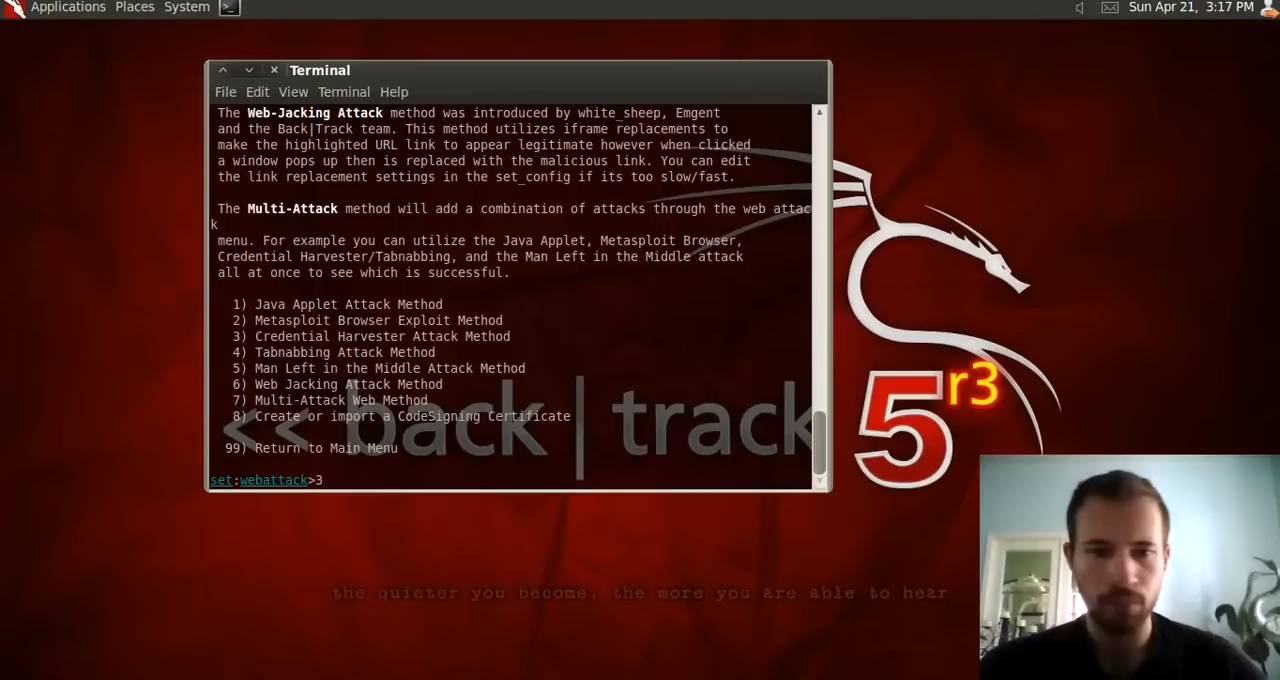 Applications Places System
Sun Apr 21, 3:17 PM
Terminal
File Edit View Terminal Help
The Web-Jacking Attack method was introduced by white_sheep, Emgent
and the Back|Track team. This method utilizes iframe replacements to
make the highlighted URL link to appear legitimate however when clicked
a window pops up then is replaced with the malicious link. You can edit
the link replacement settings in the set_config if its too slow/fast.
The Multi-Attack method will add a combination of attacks through the web attac
k
menu. For example you can utilize the Java Applet, Metasploit Browser,
Credential Harvester/Tabnabbing, and the Man Left in the Middle attack
all at once to see which is successful.
1) Java Applet Attack Method
2) Metasploit Browser Exploit Method
3) Credential Harvester Attack Method
4) Tabnabbing Attack Method
5) Man Left in the Middle Attack Method
6) Web Jacking Attack Method
7) Multi-Attack Web Method
8) Create or import a CodeSigning Certificate
99) Return to Main Menu
set:webattack>3
<< back | track
5 r3
the quieter you become, the more you are able to hear